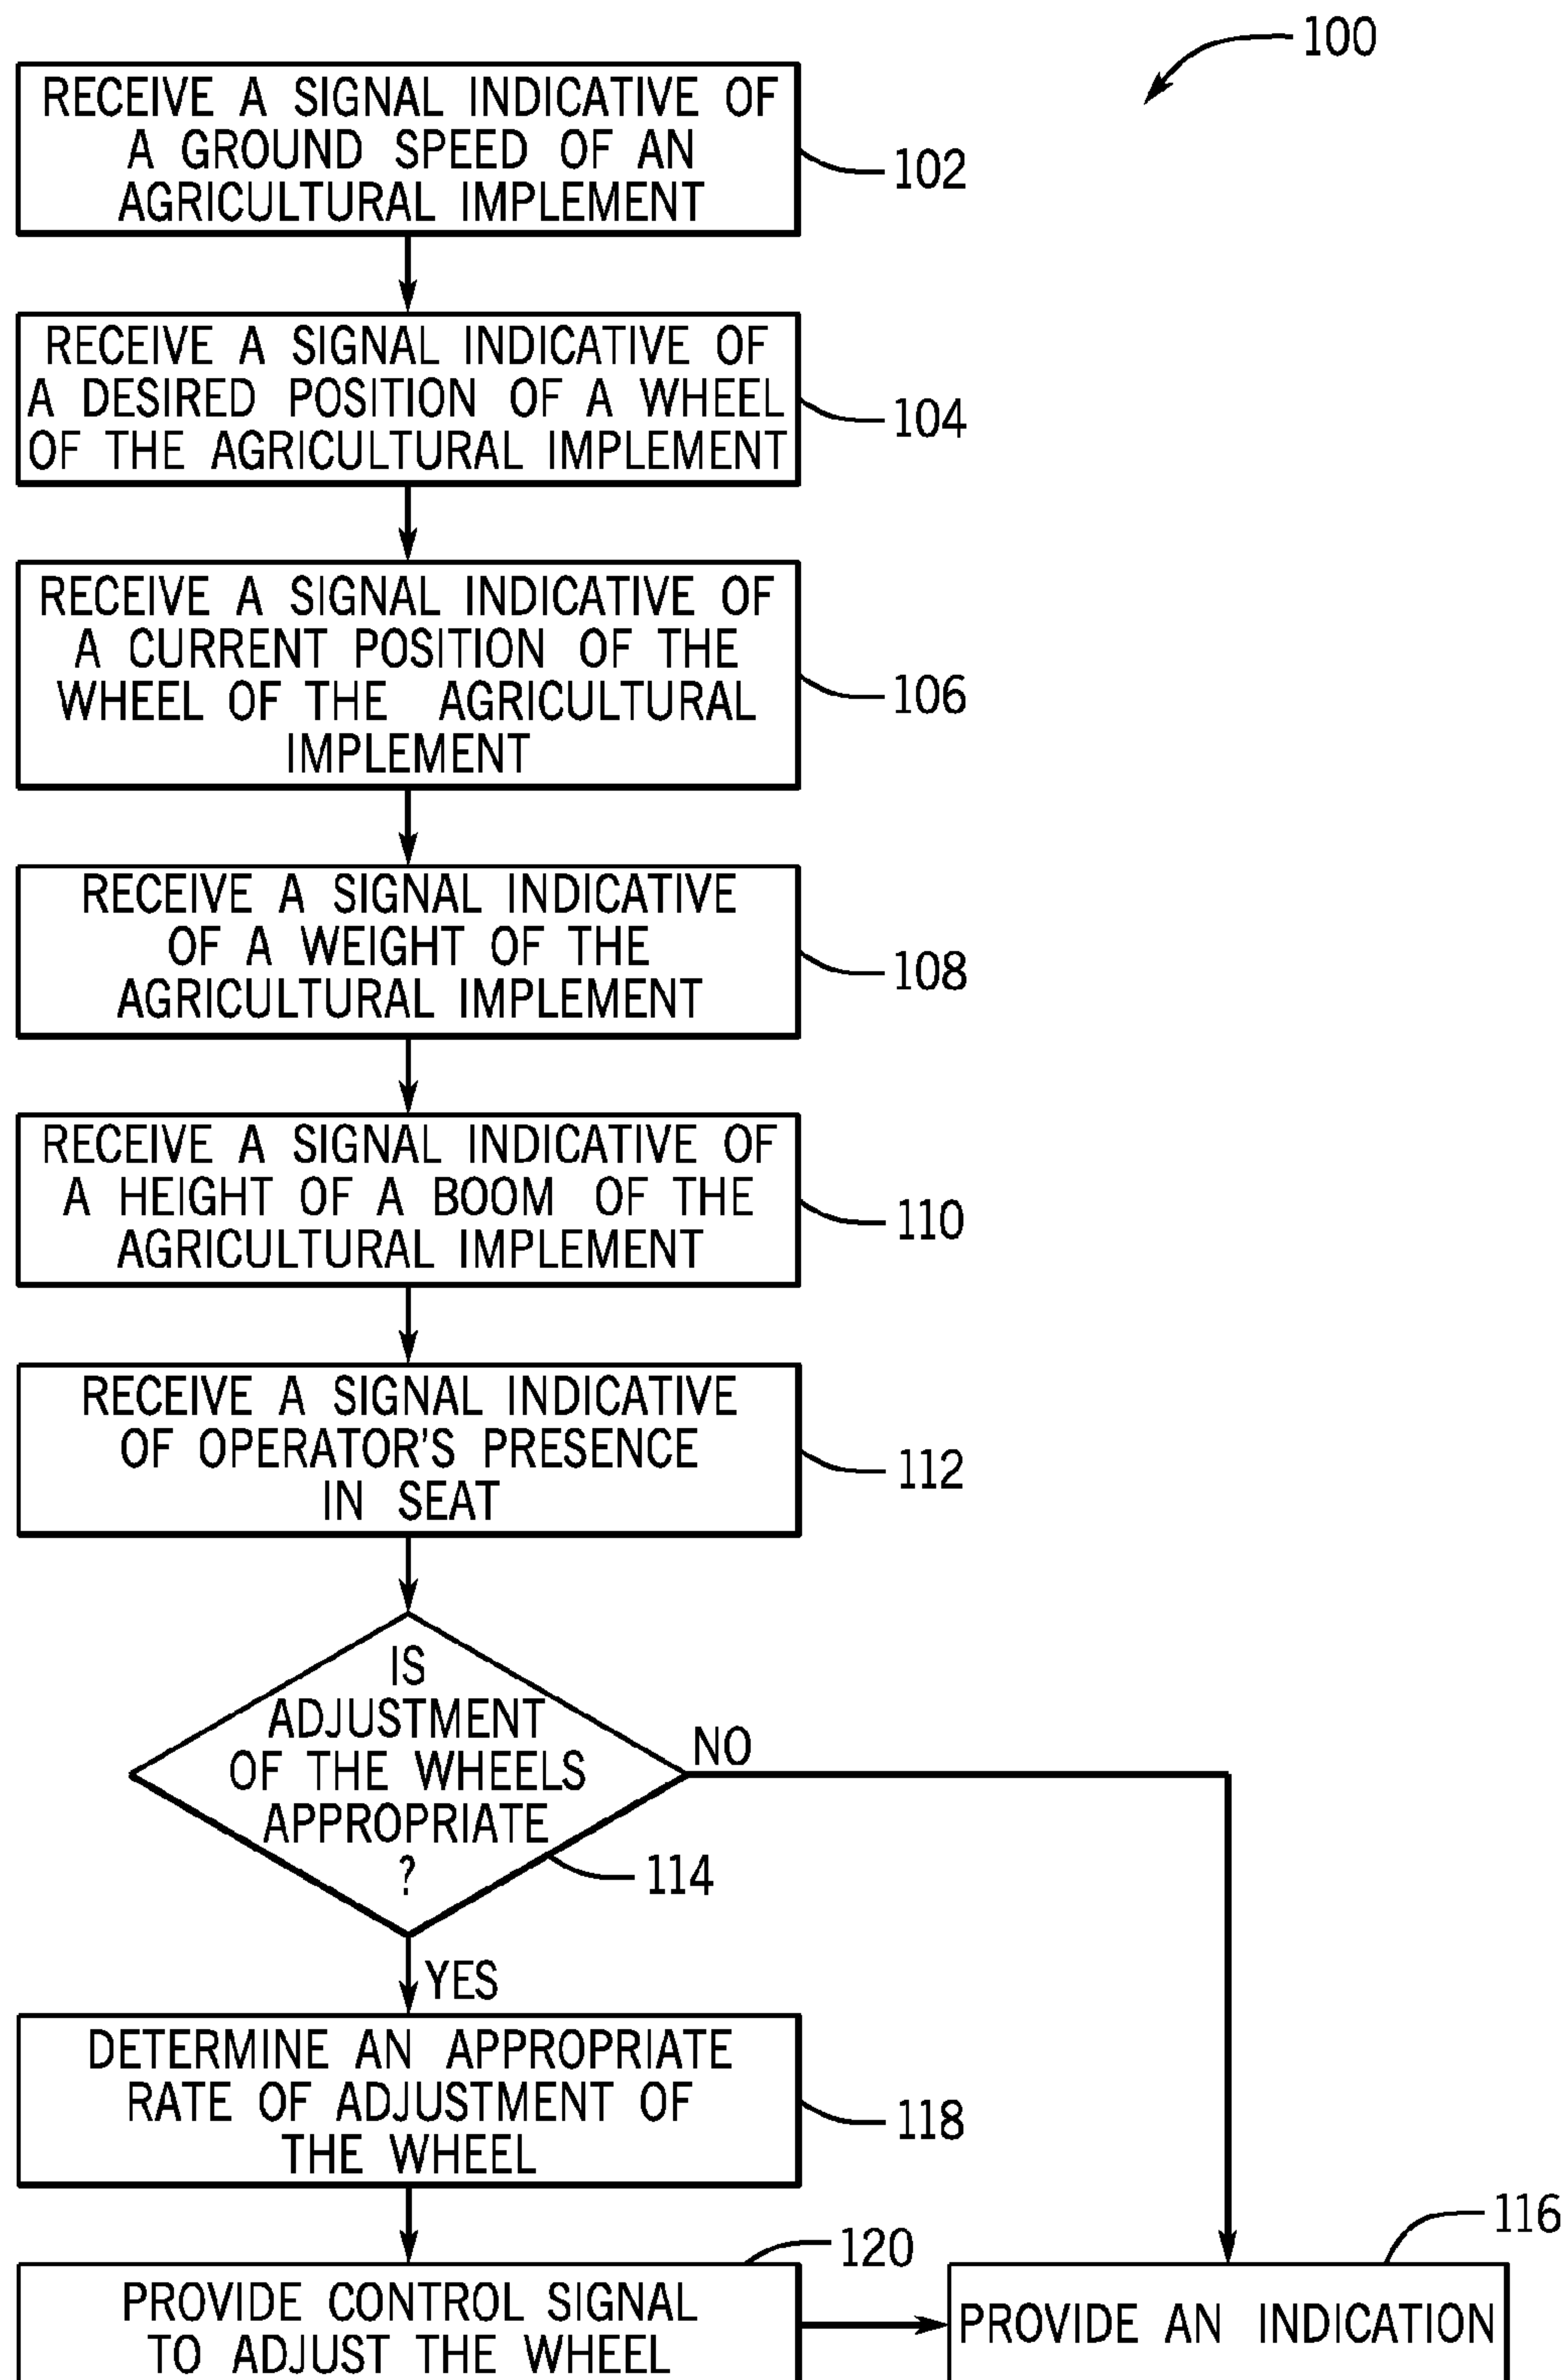 100
RECEIVE A SIGNAL INDICATIVE OF
A GROUND SPEED OF AN
AGRICULTURAL IMPLEMENT
102
RECEIVE A SIGNAL INDICATIVE OF
A DESIRED POSITION OF A WHEEL
OF THE AGRICULTURAL IMPLEMENT
104
RECEIVE A SIGNAL INDICATIVE OF
A CURRENT POSITION OF THE
WHEEL OF THE AGRICULTURAL
IMPLEMENT
106
RECEIVE A SIGNAL INDICATIVE
OF A WEIGHT OF THE
AGRICULTURAL IMPLEMENT
108
RECEIVE A SIGNAL INDICATIVE OF
A HEIGHT OF A BOOM OF THE
AGRICULTURAL IMPLEMENT
110
RECEIVE A SIGNAL INDICATIVE
OF OPERATOR'S PRESENCE
IN SEAT
112
IS
ADJUSTMENT
OF THE WHEELS
APPROPRIATE
?
NO
114
YES
DETERMINE AN APPROPRIATE
RATE OF ADJUSTMENT OF
THE WHEEL
118
120
PROVIDE CONTROL SIGNAL
TO ADJUST THE WHEEL
116
PROVIDE AN INDICATION